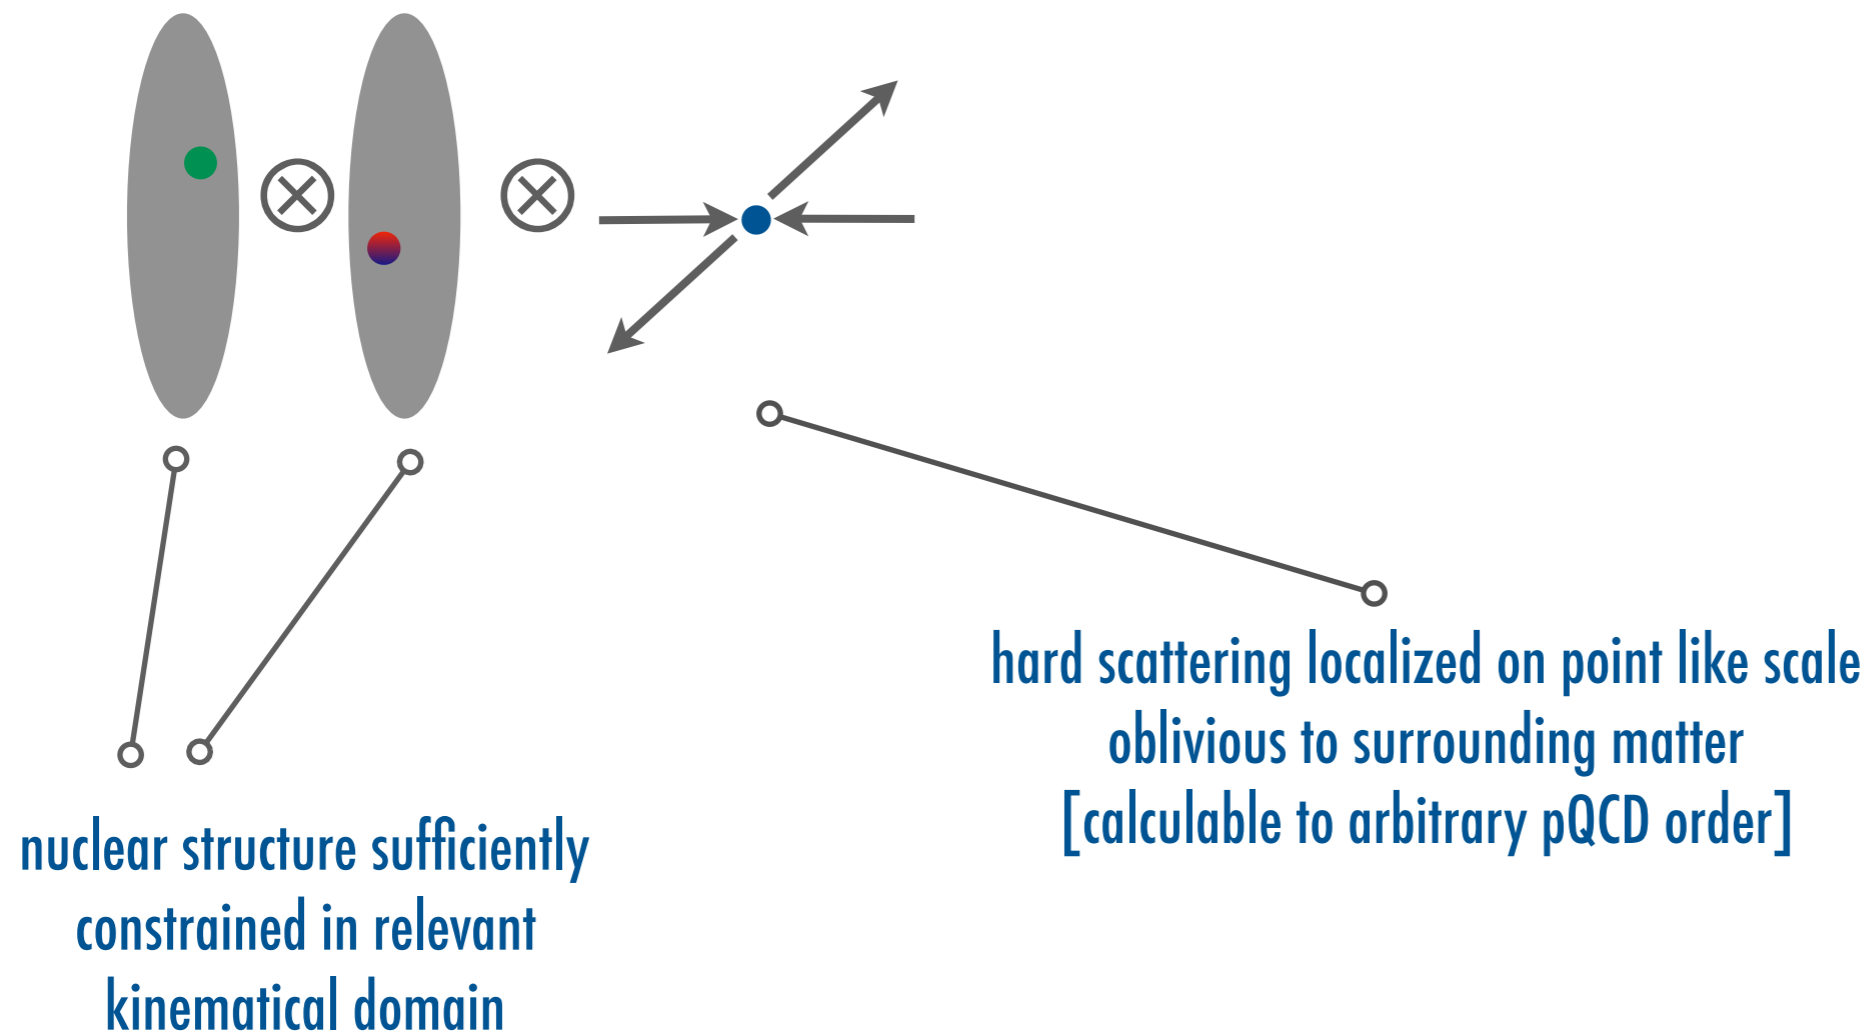 hard scattering localized on point like scale
oblivious to surrounding matter
[calculable to arbitrary pQCD order]
nuclear structure sufficiently
constrained in relevant
kinematical domain